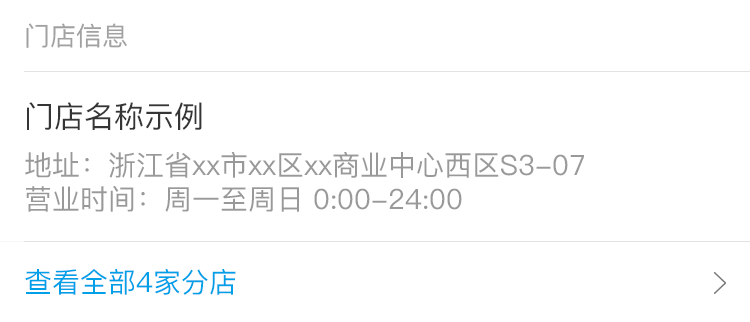 门店信息
门店名称示例
地址：浙江省xx市xx区xx商业中心西区S3-07
营业时间：周一至周日 0:00-24:00
查看全部4家分店